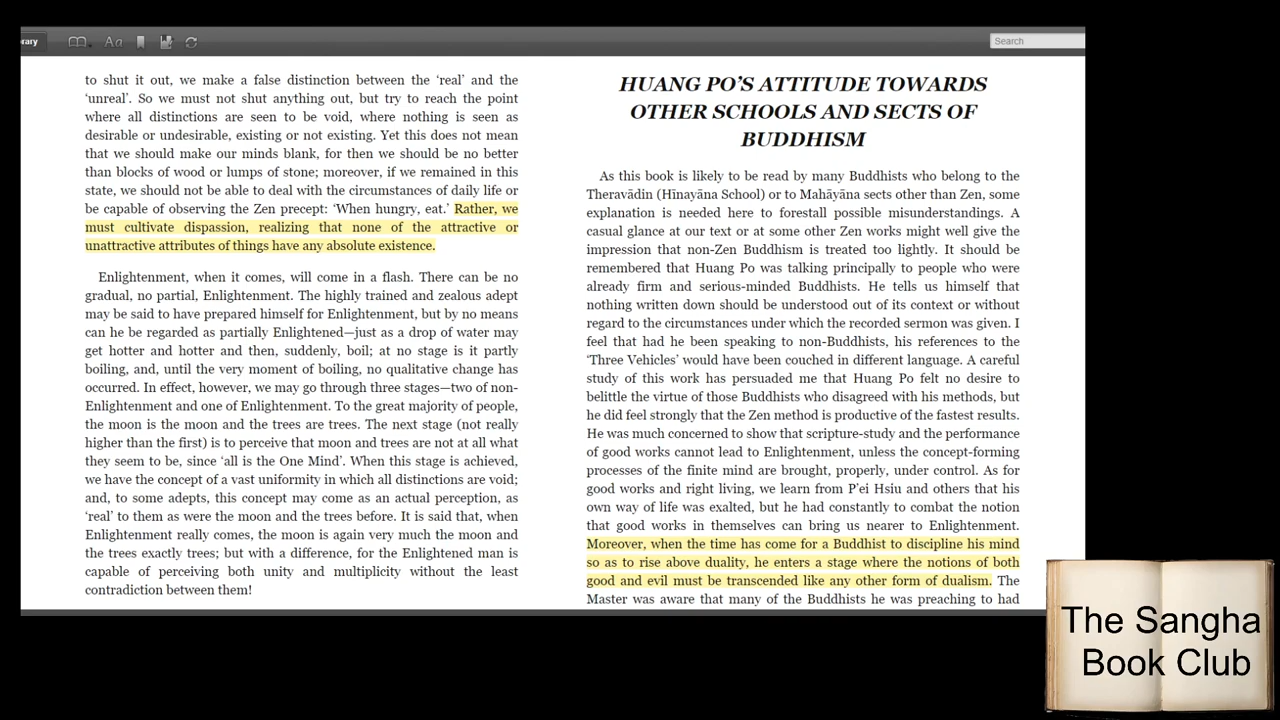 rary
Aa
Search
to shut it out, we make a false distinction between the ‘real’ and the
‘unreal’. So we must not shut anything out, but try to reach the point
where all distinctions are seen to be void, where nothing is seen as
desirable or undesirable, existing or not existing. Yet this does not mean
that we should make our minds blank, for then we should be no better
than blocks of wood or lumps of stone; moreover, if we remained in this
state, we should not be able to deal with the circumstances of daily life or
be capable of observing the Zen precept: ‘When hungry, eat.’ Rather, we
must cultivate dispassion, realizing that none of the attractive or
unattractive attributes of things have any absolute existence.
Enlightenment, when it comes, will come in a flash. There can be no
gradual, no partial, Enlightenment. The highly trained and zealous adept
may be said to have prepared himself for Enlightenment, but by no means
can he be regarded as partially Enlightened—just as a drop of water may
get hotter and hotter and then, suddenly, boil; at no stage is it partly
boiling, and, until the very moment of boiling, no qualitative change has
occurred. In effect, however, we may go through three stages—two of non-
Enlightenment and one of Enlightenment. To the great majority of people,
the moon is the moon and the trees are trees. The next stage (not really
higher than the first) is to perceive that moon and trees are not at all what
they seem to be, since ‘all is the One Mind’. When this stage is achieved,
we have the concept of a vast uniformity in which all distinctions are void;
and, to some adepts, this concept may come as an actual perception, as
‘real’ to them as were the moon and the trees before. It is said that, when
Enlightenment really comes, the moon is again very much the moon and
the trees exactly trees; but with a difference, for the Enlightened man is
capable of perceiving both unity and multiplicity without the least
contradiction between them!
HUANG PO’S ATTITUDE TOWARDS
OTHER SCHOOLS AND SECTS OF
BUDDHISM
As this book is likely to be read by many Buddhists who belong to the
Theravādin (Hīnayāna School) or to Mahāyāna sects other than Zen, some
explanation is needed here to forestall possible misunderstandings. A
casual glance at our text or at some other Zen works might well give the
impression that non-Zen Buddhism is treated too lightly. It should be
remembered that Huang Po was talking principally to people who were
already firm and serious-minded Buddhists. He tells us himself that
nothing written down should be understood out of its context or without
regard to the circumstances under which the recorded sermon was given. I
feel that had he been speaking to non-Buddhists, his references to the
‘Three Vehicles’ would have been couched in different language. A careful
study of this work has persuaded me that Huang Po felt no desire to
belittle the virtue of those Buddhists who disagreed with his methods, but
he did feel strongly that the Zen method is productive of the fastest results.
He was much concerned to show that scripture-study and the performance
of good works cannot lead to Enlightenment, unless the concept-forming
processes of the finite mind are brought, properly, under control. As for
good works and right living, we learn from P’ei Hsiu and others that his
own way of life was exalted, but he had constantly to combat the notion
that good works in themselves can bring us nearer to Enlightenment.
Moreover, when the time has come for a Buddhist to discipline his mind
so as to rise above duality, he enters a stage where the notions of both
good and evil must be transcended like any other form of dualism. The
Master was aware that many of the Buddhists he was preaching to had
The Sangha
Book Club